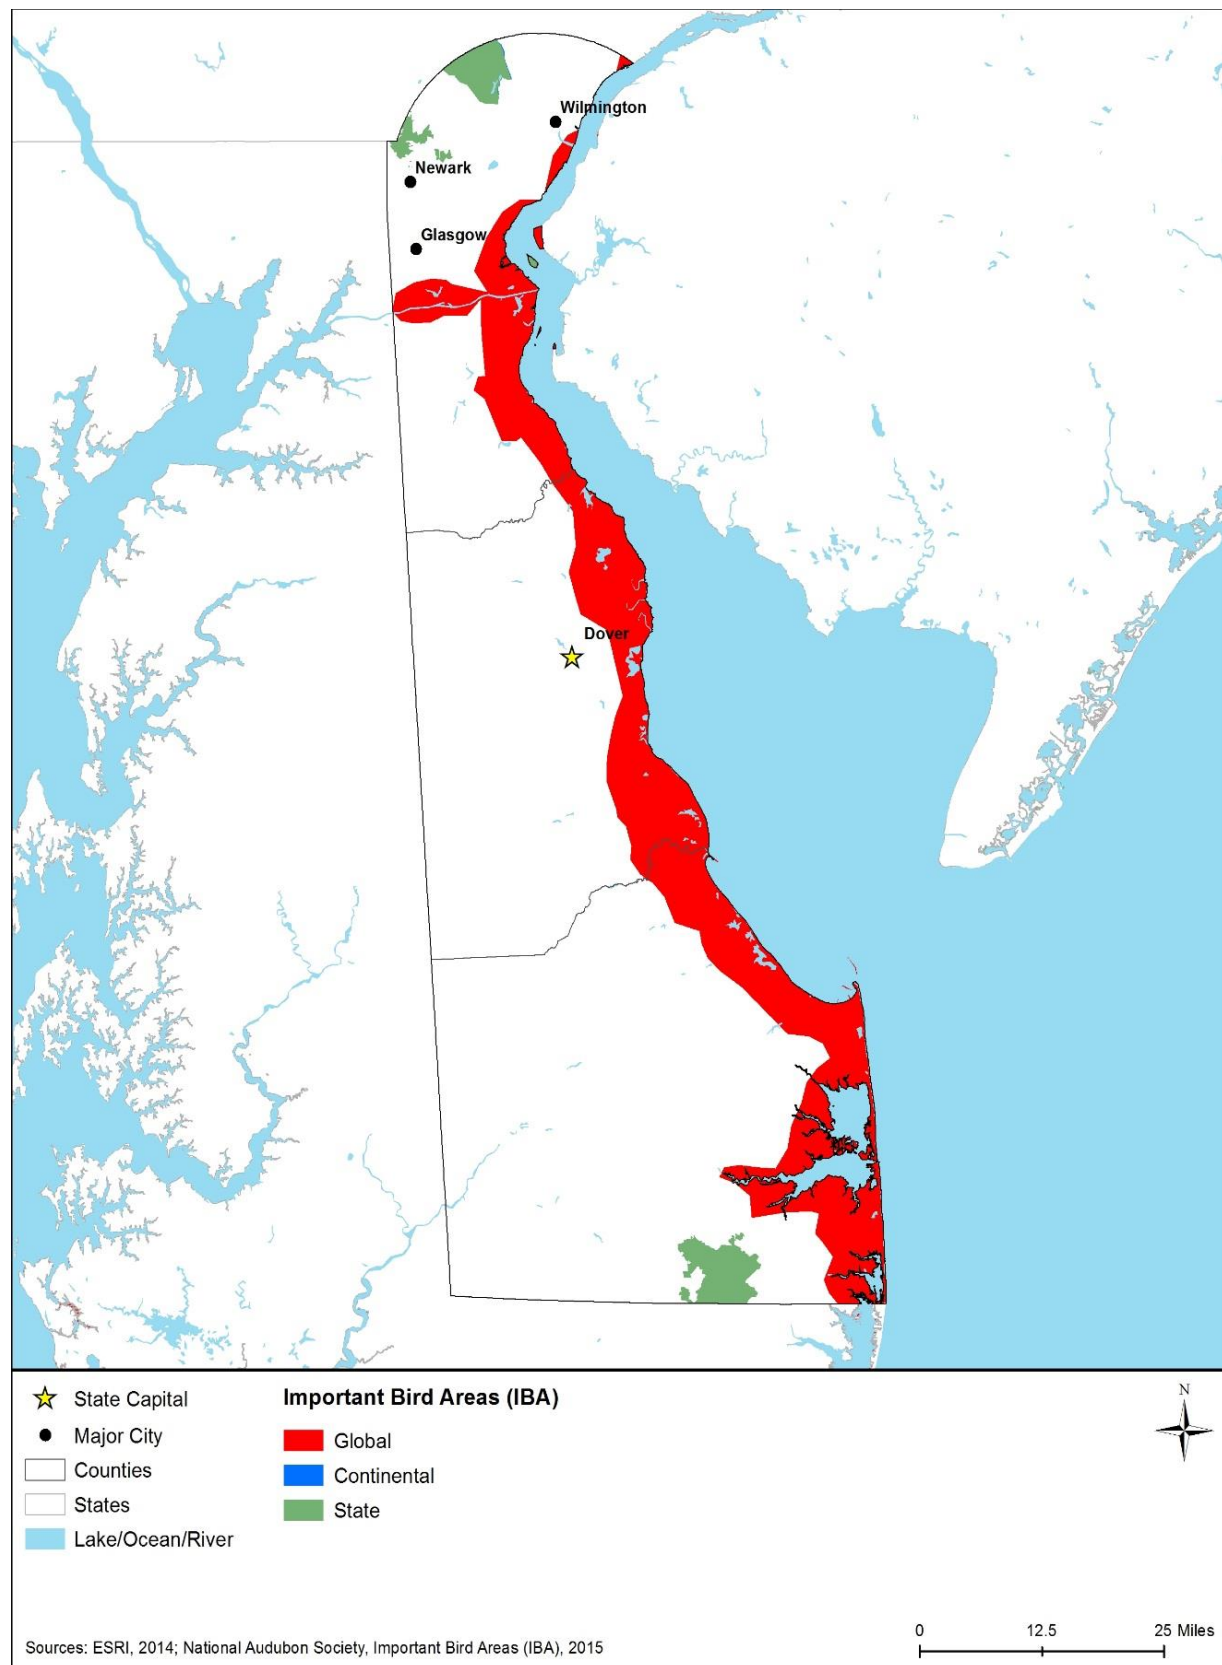 Wilmington
Newark
Glasgow
Dover
State Capital
Major City
Counties
States
Lake/Ocean/River
Important Bird Areas (IBA)
Global
Continental
State
N
0 12.5 25 Miles
Sources: ESRI, 2014; National Audubon Society, Important Bird Areas (IBA), 2015